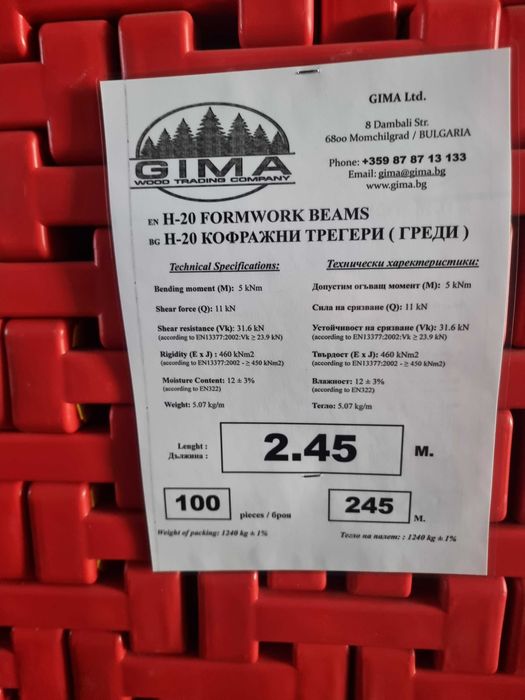 GIMA
WOOD TRADING COMPANY
GIMA Ltd.
8 Dambali Str.
6800 Momchilgrad / BULGARIA
Phone: +359 87 87 13 133
Email: gima@gima.bg
www.gima.bg
EN H-20 FORMWORK BEAMS
BG H-20 КОФРАЖНИ ТРЕГЕРИ ( ГРЕДИ )
Technical Specifications:
Bending moment (M): 5 kNm
Shear force (Q): 11 kN
Shear resistance (Vk): 31.6 kN
(according to EN13377:2002:Vk ≥ 23.9 kN)
Rigidity (E x J) : 460 kNm2
(according to EN13377:2002 - ≥ 450 kNm2)
Moisture Content: 12 ± 3%
(according to EN322)
Weight: 5.07 kg/m
Технически характеристики:
Допустим огъващ момент (M): 5 kNm
Сила на срязване (Q): 11 kN
Устойчивост на срязване (Vk): 31.6 kN
(according to EN13377:2002:Vk ≥ 23.9 kN)
Твърдост (E x J): 460 kNm2
(according to EN13377:2002 - ≥ 450 kNm2)
Влажност: 12 ± 3%
(according to EN322)
Тегло: 5.07 kg/m
Lenght :
Дължина :
2.45
М.
100
pieces / броя
245
М.
Weight of packing: 1240 kg ± 1%
Тегло на палет: : 1240 kg ± 1%